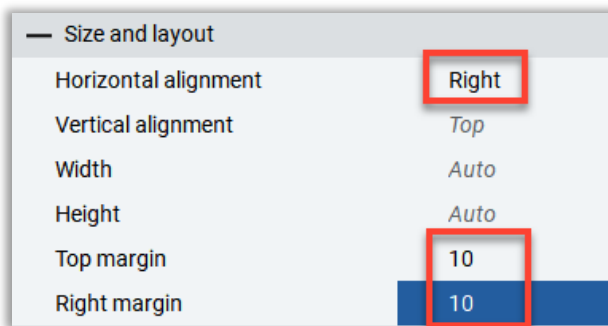 Size and layout
Horizontal alignment Right
Vertical alignment Top
Width Auto
Height Auto
Top margin 10
Right margin 10